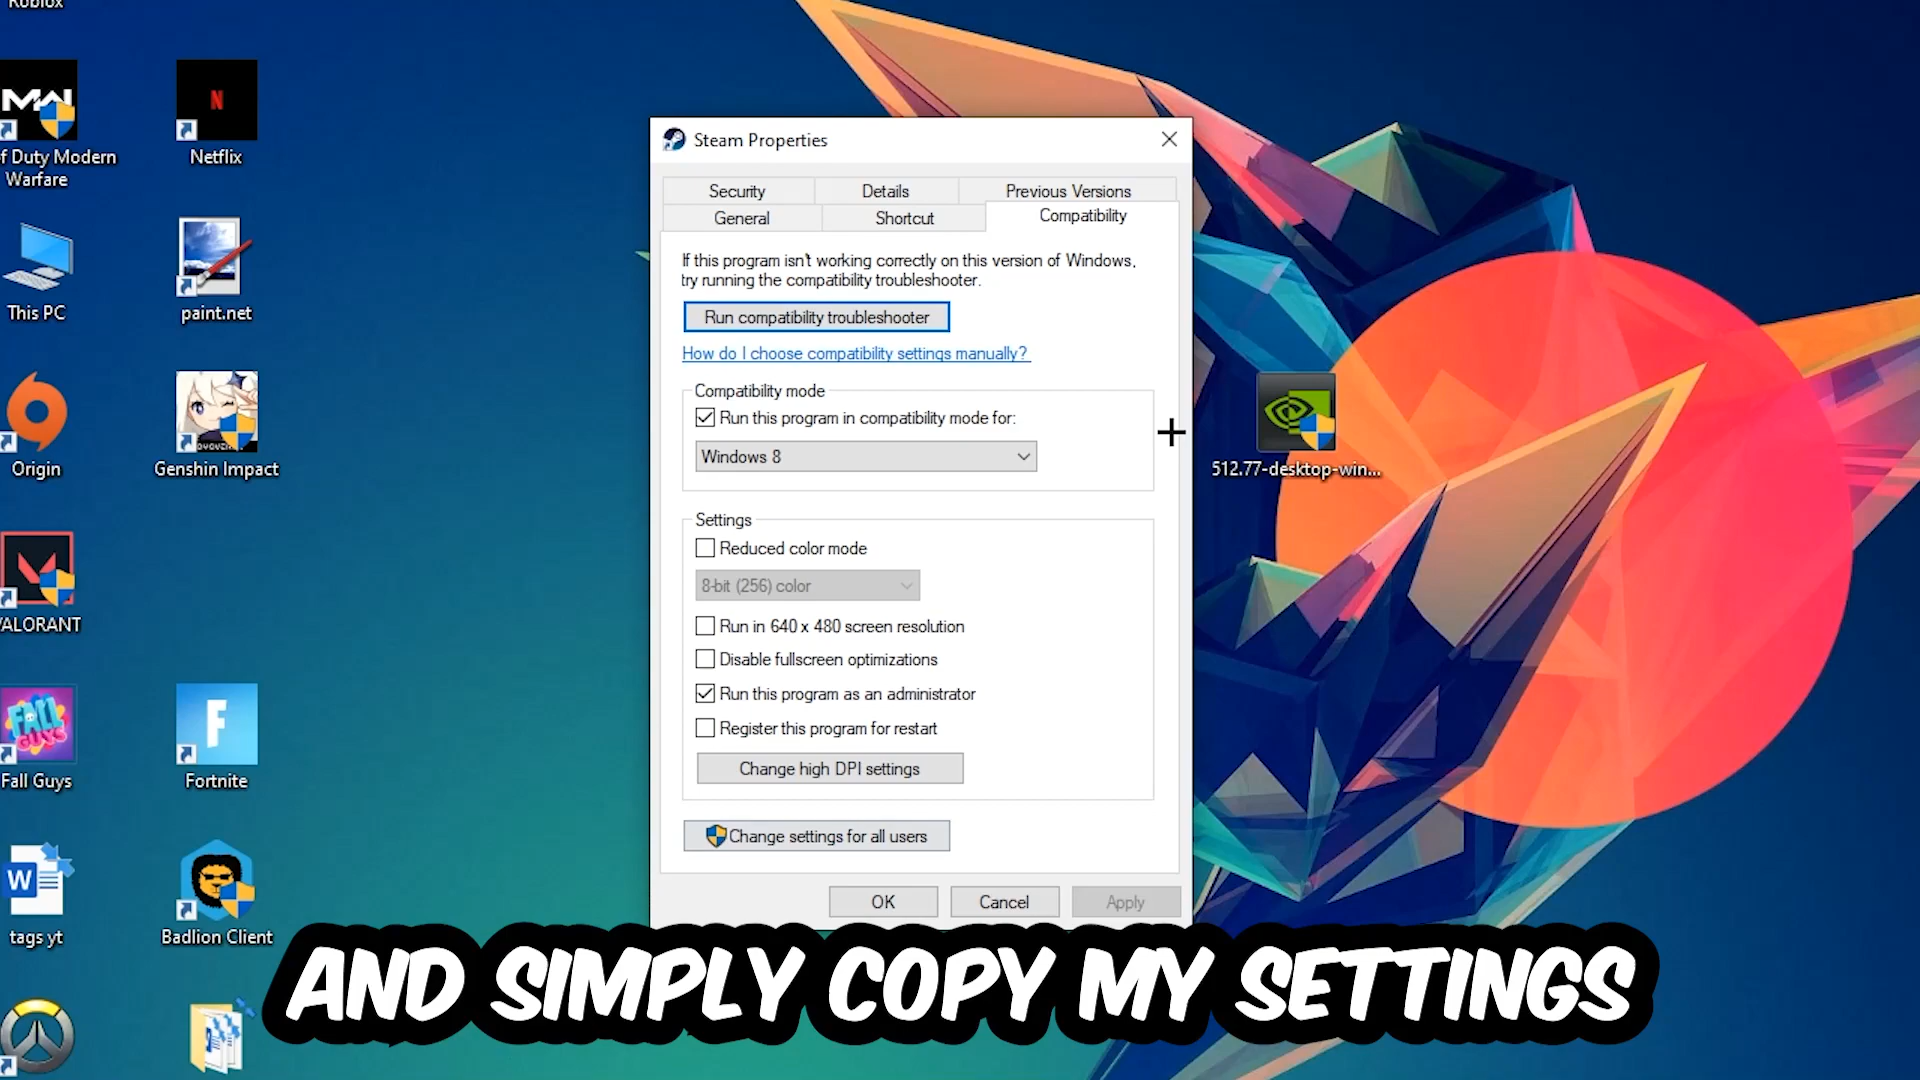 Roblox
MW
f Duty Modern
Warfare
N
Netflix
This PC
paint.net
Origin
Genshin Impact
VALORANT
FALL
GUYS
Fall Guys
F
Fortnite
W
tags yt
Badlion Client
Steam Properties
Security
Details
Previous Versions
General
Shortcut
Compatibility
If this program isn't working correctly on this version of Windows,
try running the compatibility troubleshooter.
Run compatibility troubleshooter
How do I choose compatibility settings manually?
Compatibility mode
Run this program in compatibility mode for:
Windows 8
Settings
Reduced color mode
8-bit (256) color
Run in 640 x 480 screen resolution
Disable fullscreen optimizations
Run this program as an administrator
Register this program for restart
Change high DPI settings
Change settings for all users
OK
Cancel
Apply
512.77-desktop-win...
AND SIMPLY COPY MY SETTINGS